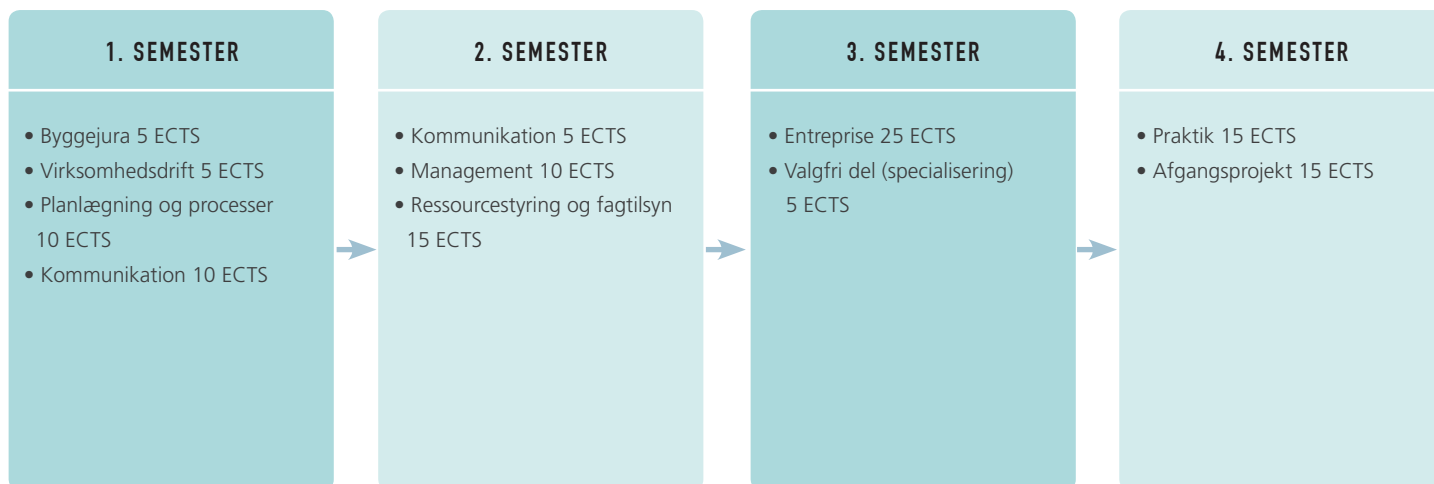 1. SEMESTER
• Byggejura 5 ECTS
• Virksomhedsdrift 5 ECTS
• Planlægning og processer
10 ECTS
• Kommunikation 10 ECTS
2. SEMESTER
• Kommunikation 5 ECTS
• Management 10 ECTS
• Ressourcestyring og fagtilsyn
15 ECTS
3. SEMESTER
• Entreprise 25 ECTS
• Valgfri del (specialisering)
5 ECTS
4. SEMESTER
• Praktik 15 ECTS
• Afgangsprojekt 15 ECTS